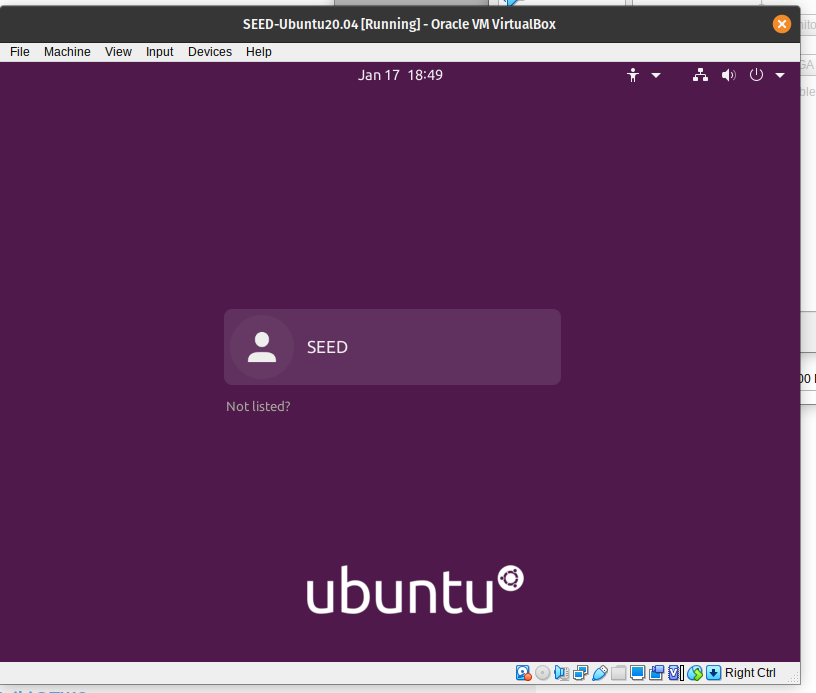 SEED-Ubuntu20.04 [Running] - Oracle VM VirtualBox
File Machine View Input Devices Help
Jan 17 18:49
SEED
Not listed?
ubuntu
Right Ctrl